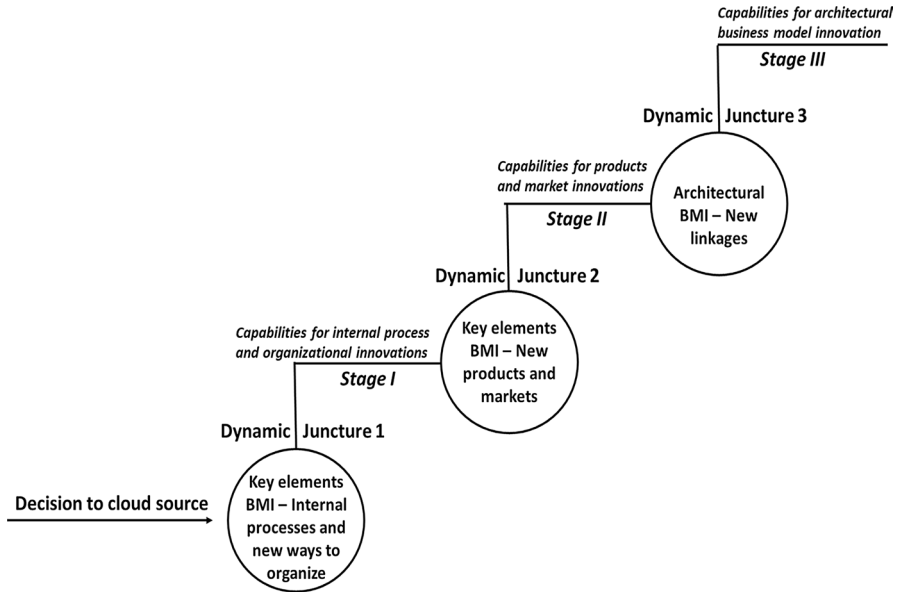 Capabilities for architectural
business model innovation
Stage III
Dynamic Juncture 3
Architectural
BMI – New
linkages
Capabilities for products
and market innovations
Stage II
Dynamic Juncture 2
Key elements
BMI – New
products and
markets
Capabilities for internal process
and organizational innovations
Stage I
Dynamic Juncture 1
Key elements
BMI – Internal
processes and
new ways to
organize
Decision to cloud source